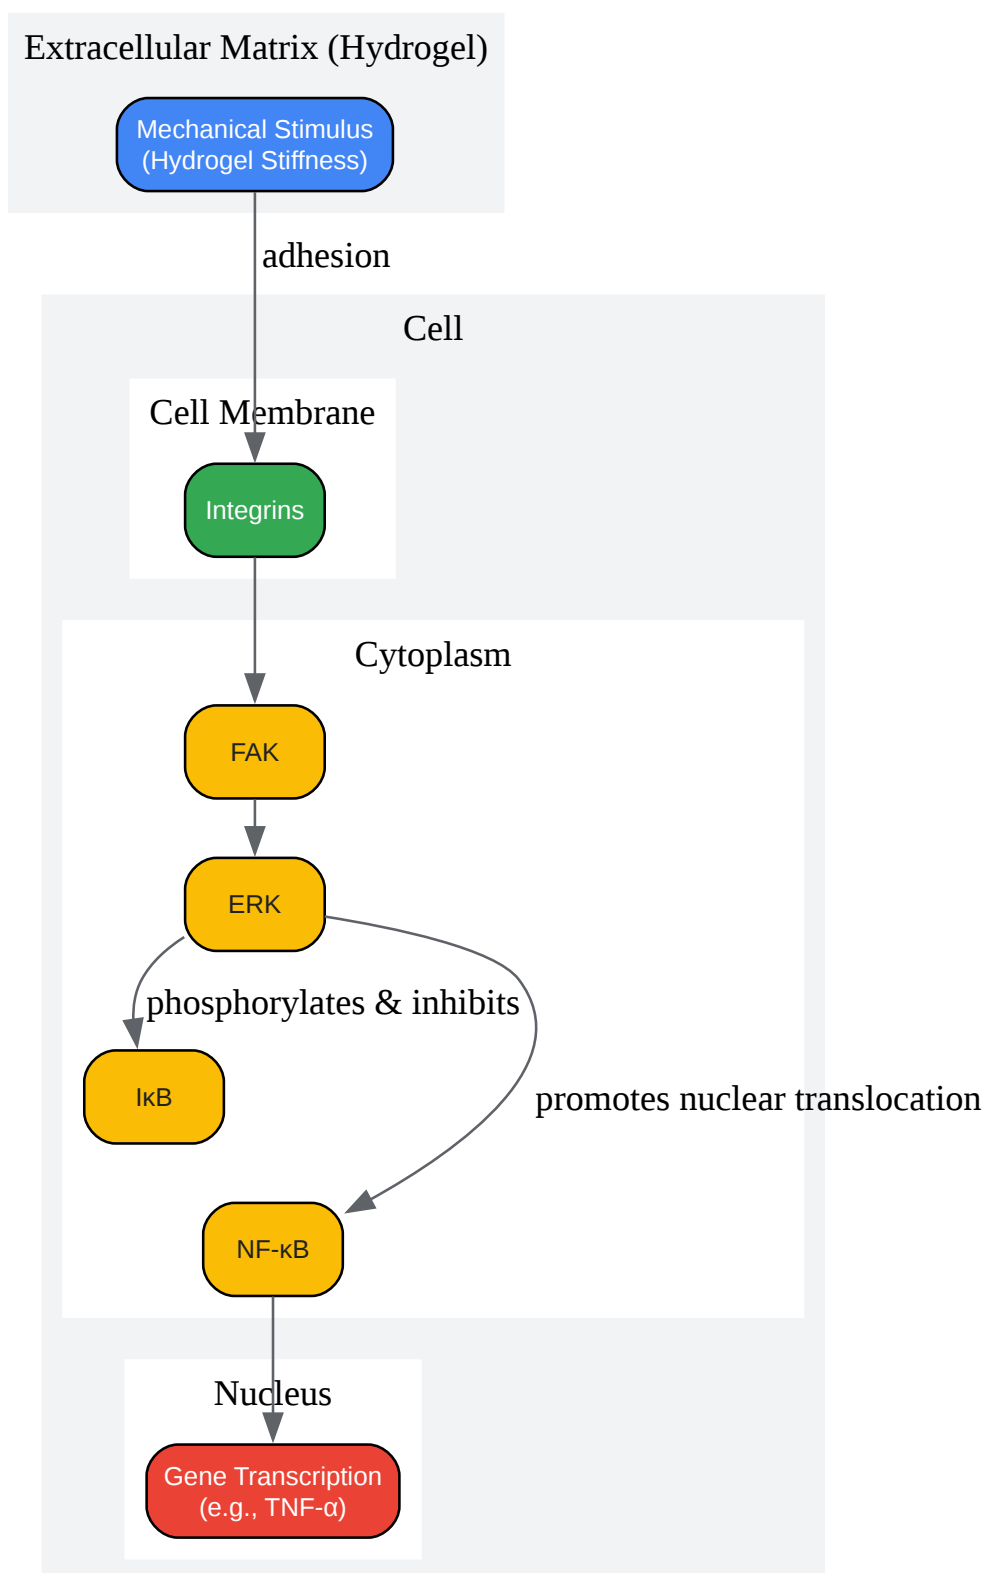 Extracellular Matrix (Hydrogel)
Mechanical Stimulus
(Hydrogel Stiffness)
adhesion
Cell
Cell Membrane
Integrins
Cytoplasm
FAK
ERK
phosphorylates & inhibits
IκB
promotes nuclear translocation
NF-κB
Nucleus
Gene Transcription
(e.g., TNF-α)